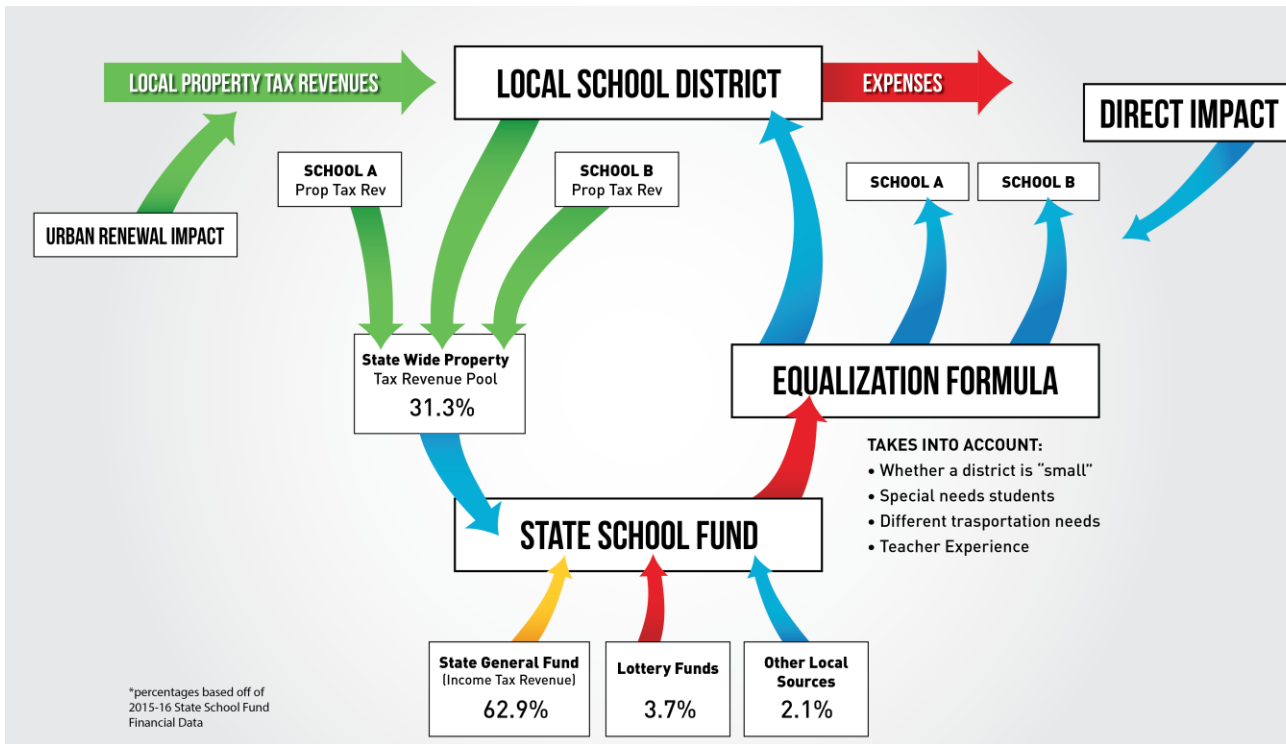 LOCAL PROPERTY TAX REVENUES
LOCAL SCHOOL DISTRICT
EXPENSES
DIRECT IMPACT
SCHOOL A
Prop Tax Rev
SCHOOL B
Prop Tax Rev
SCHOOL A
SCHOOL B
URBAN RENEWAL IMPACT
State Wide Property
Tax Revenue Pool
31.3%
EQUALIZATION FORMULA
TAKES INTO ACCOUNT:
• Whether a district is “small”
• Special needs students
• Different trasportation needs
• Teacher Experience
STATE SCHOOL FUND
State General Fund
(Income Tax Revenue)
62.9%
Lottery Funds
3.7%
Other Local
Sources
2.1%
*percentages based off of
2015-16 State School Fund
Financial Data